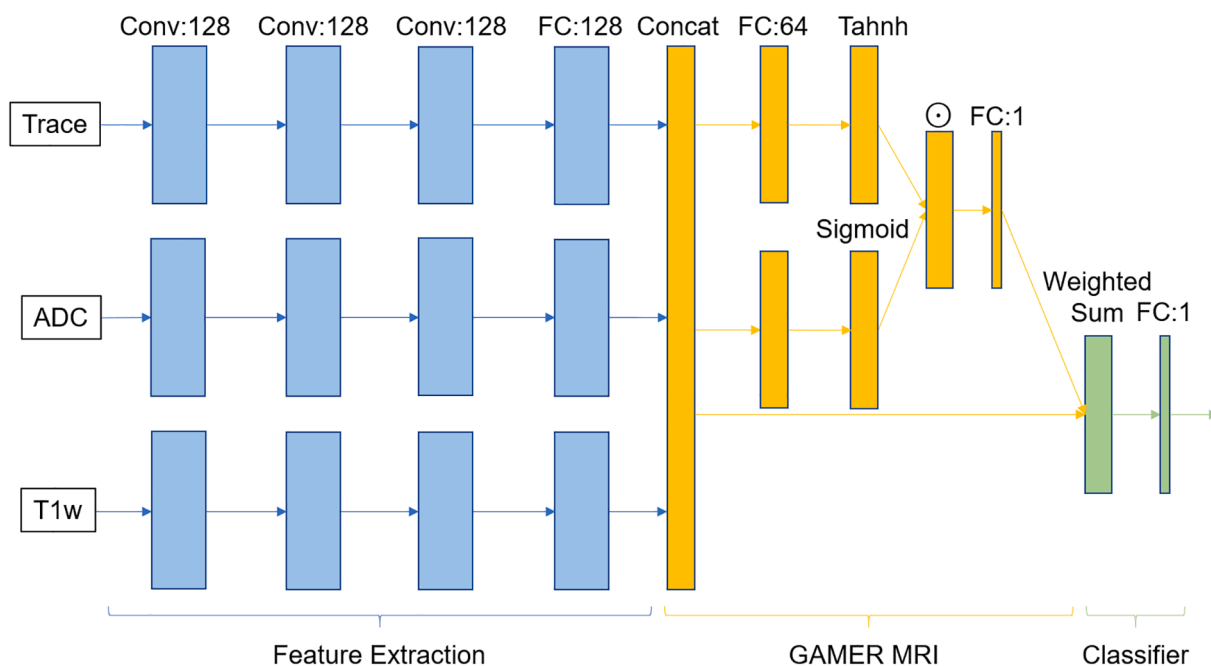 Conv:128 Conv:128 Conv:128 FC:128 Concat FC:64 Tahnh
Trace
⊙ FC:1
Sigmoid
ADC
Weighted
Sum FC:1
T1w
Feature Extraction GAMER MRI Classifier